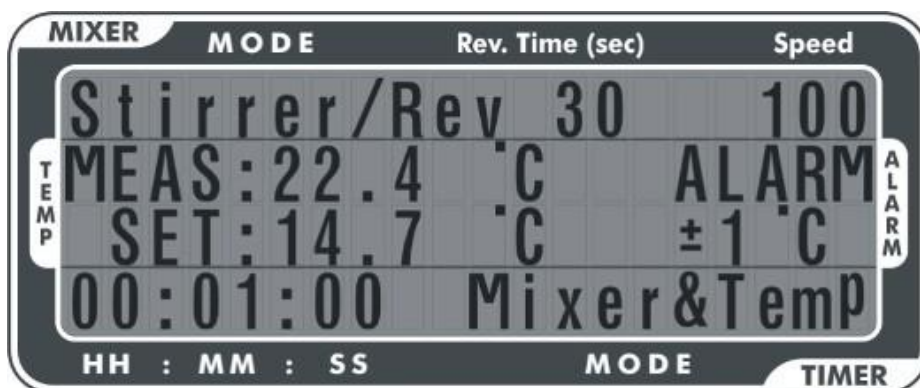 MIXER MODE Rev. Time (sec) Speed
Stirrer/Rev 30 100
TEMP MEAS:22.4 °C ALARM ALARM
SET:14.7 °C ±1 °C
00:01:00 Mixer&Temp
HH : MM : SS MODE TIMER